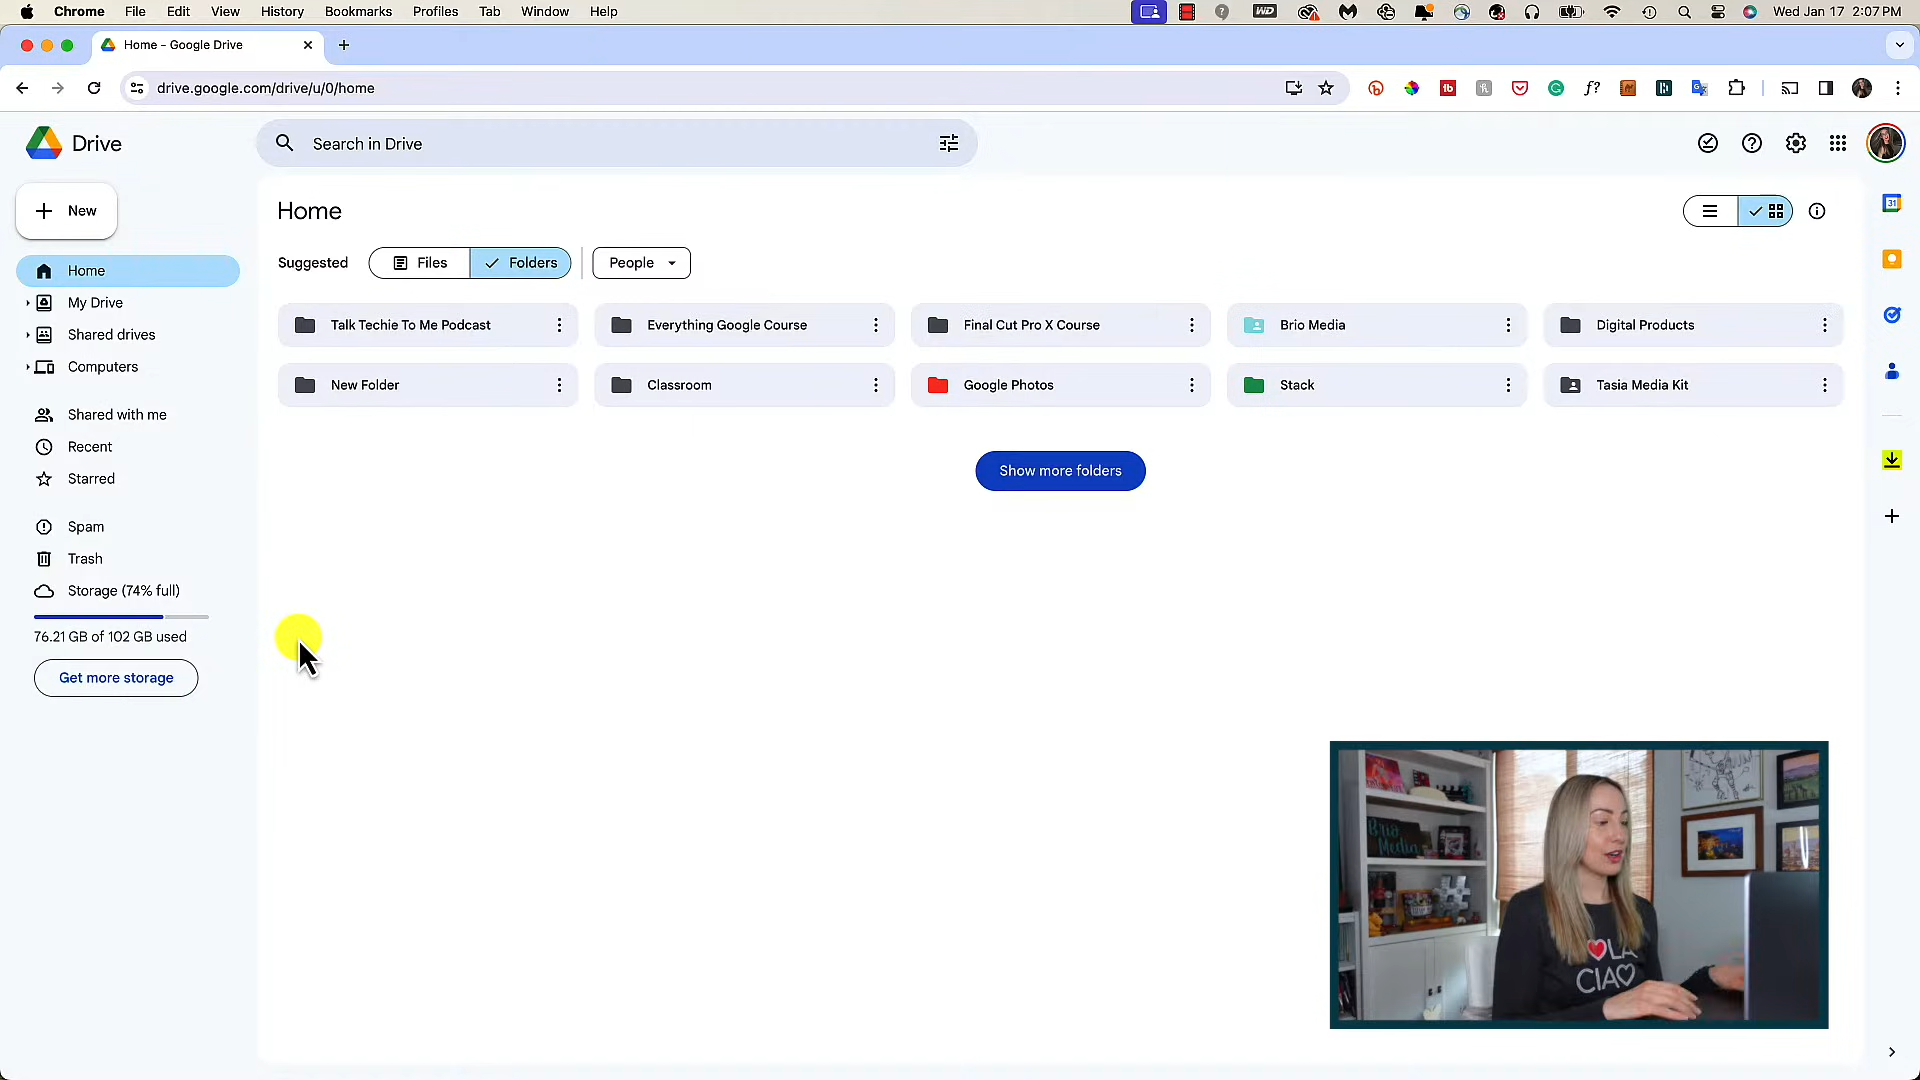 Chrome File Edit View History Bookmarks Profiles Tab Window Help WD Wed Jan 17 2:07 PM
Home - Google Drive
drive.google.com/drive/u/0/home
Drive
Search in Drive
New
Home
Home
My Drive
Shared drives
Computers
Shared with me
Recent
Starred
Spam
Trash
Storage (74% full)
76.21 GB of 102 GB used
Get more storage
Suggested Files Folders People
Talk Techie To Me Podcast Everything Google Course Final Cut Pro X Course Brio Media Digital Products
New Folder Classroom Google Photos Stack Tasia Media Kit
Show more folders
31
Bria
Media
CIAO